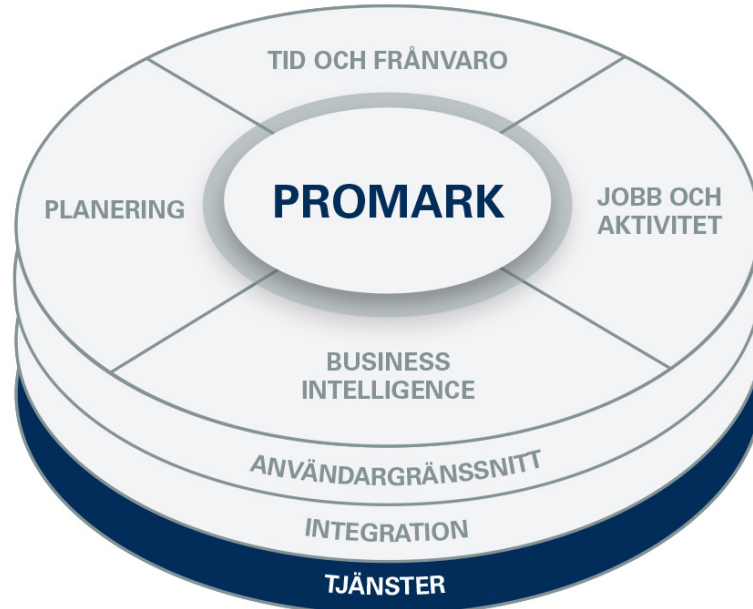 TID OCH FRÅNVARO
PLANERING
PROMARK
JOBB OCH
AKTIVITET
BUSINESS
INTELLIGENCE
ANVÄNDARGRÄNSSNITT
INTEGRATION
TJÄNSTER